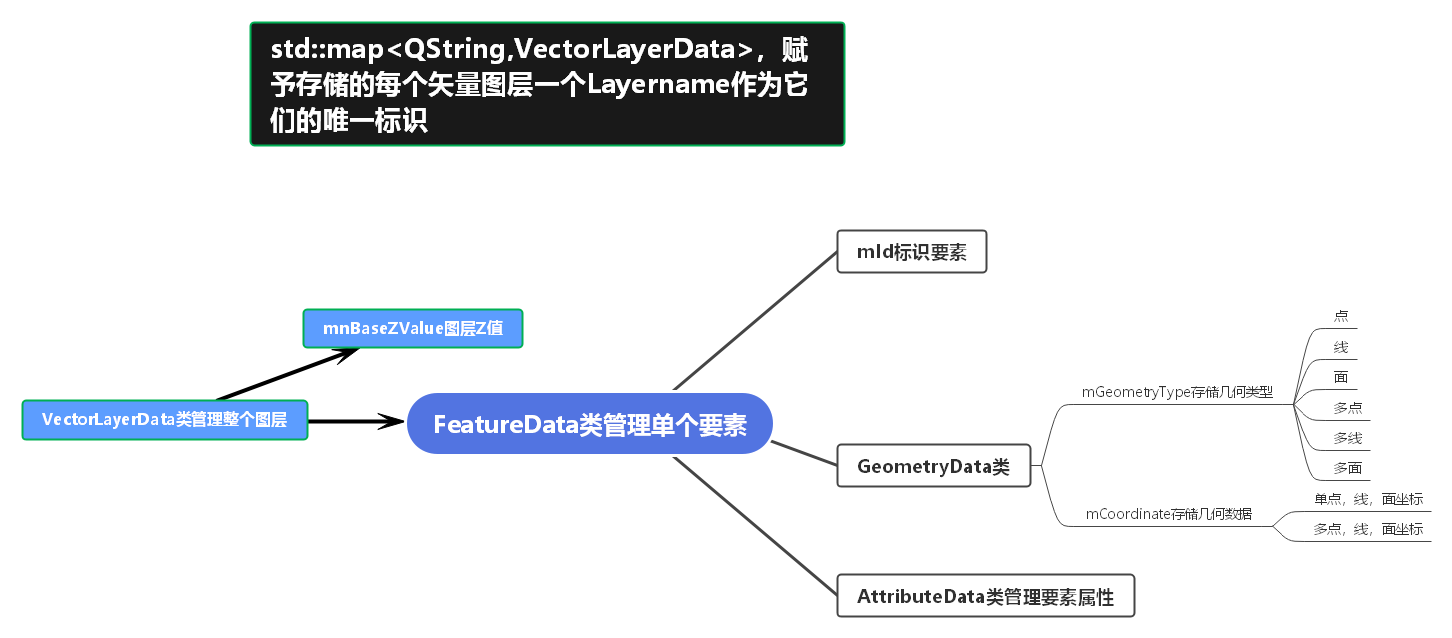 std::map<QString,VectorLayerData>，赋
予存储的每个矢量图层一个Layername作为它
们的唯一标识
mId标识要素
mnBaseZValue图层Z值
VectorLayerData类管理整个图层
FeatureData类管理单个要素
GeometryData类
mGeometryType存储几何类型
点
线
面
多点
多线
多面
mCoordinate存储几何数据
单点，线，面坐标
多点，线，面坐标
AttributeData类管理要素属性